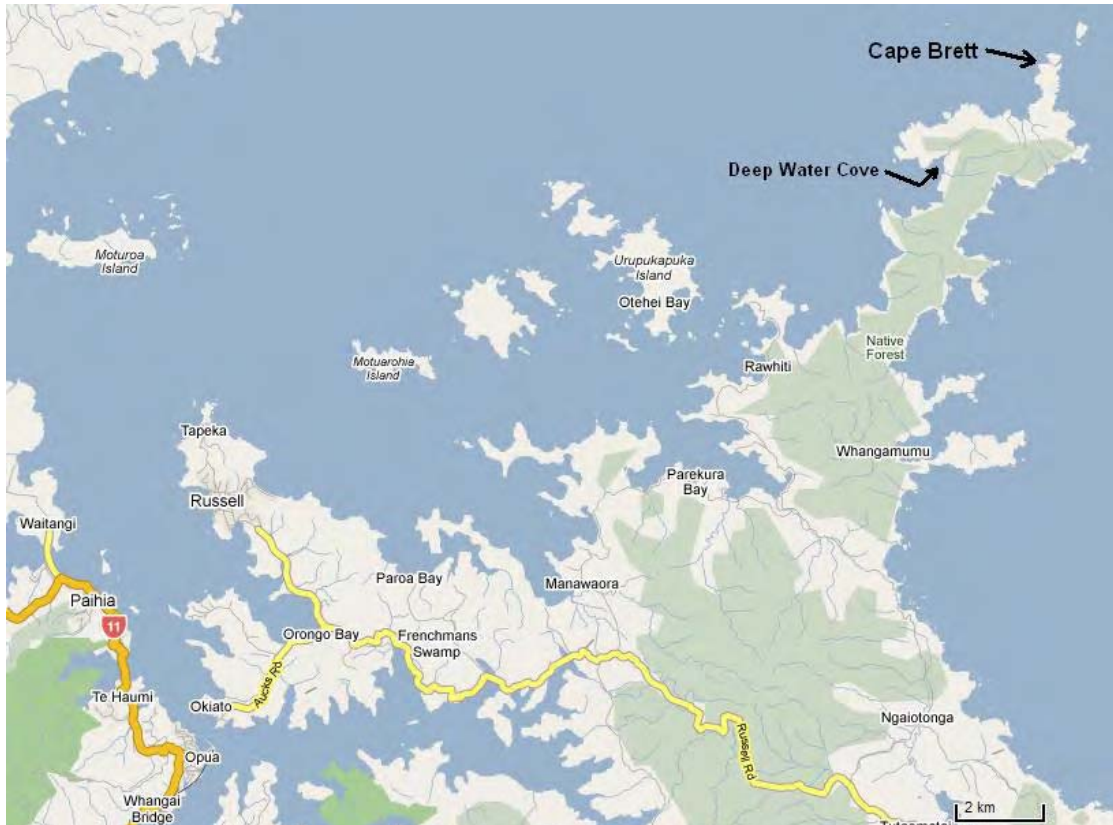 Cape Brett
Deep Water Cove
Moturoa
Island
Urupukapuka
Island
Otehei Bay
Motuarohia
Island
Native
Forest
Rawhiti
Tapeka
Whangamumu
Parekura
Bay
Russell
Waitangi
Paroa Bay
Manawaora
Paihia
11
Orongo Bay
Frenchmans
Swamp
Te Haumi
Aucks Rd
Okiato
Ngaiotonga
Russell Rd
Opua
Whangai
Bridge
2 km